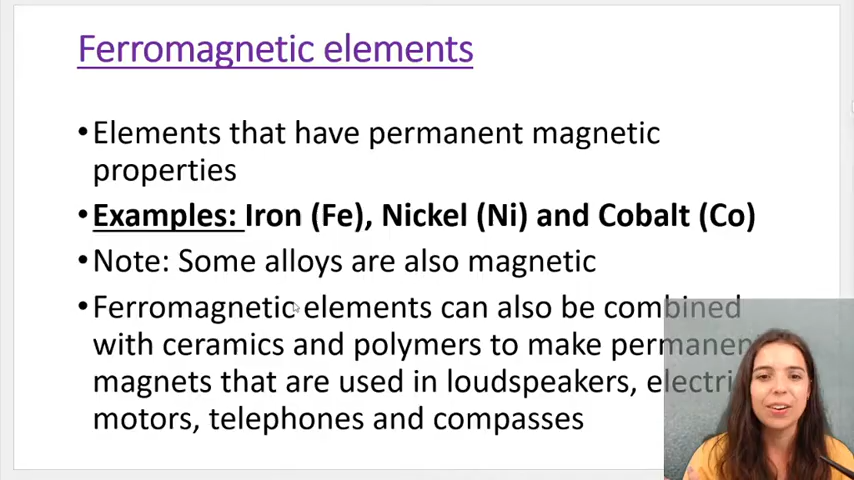 Ferromagnetic elements
•Elements that have permanent magnetic
properties
•Examples: Iron (Fe), Nickel (Ni) and Cobalt (Co)
•Note: Some alloys are also magnetic
•Ferromagnetic elements can also be combined
with ceramics and polymers to make permanen
magnets that are used in loudspeakers, electri
motors, telephones and compasses